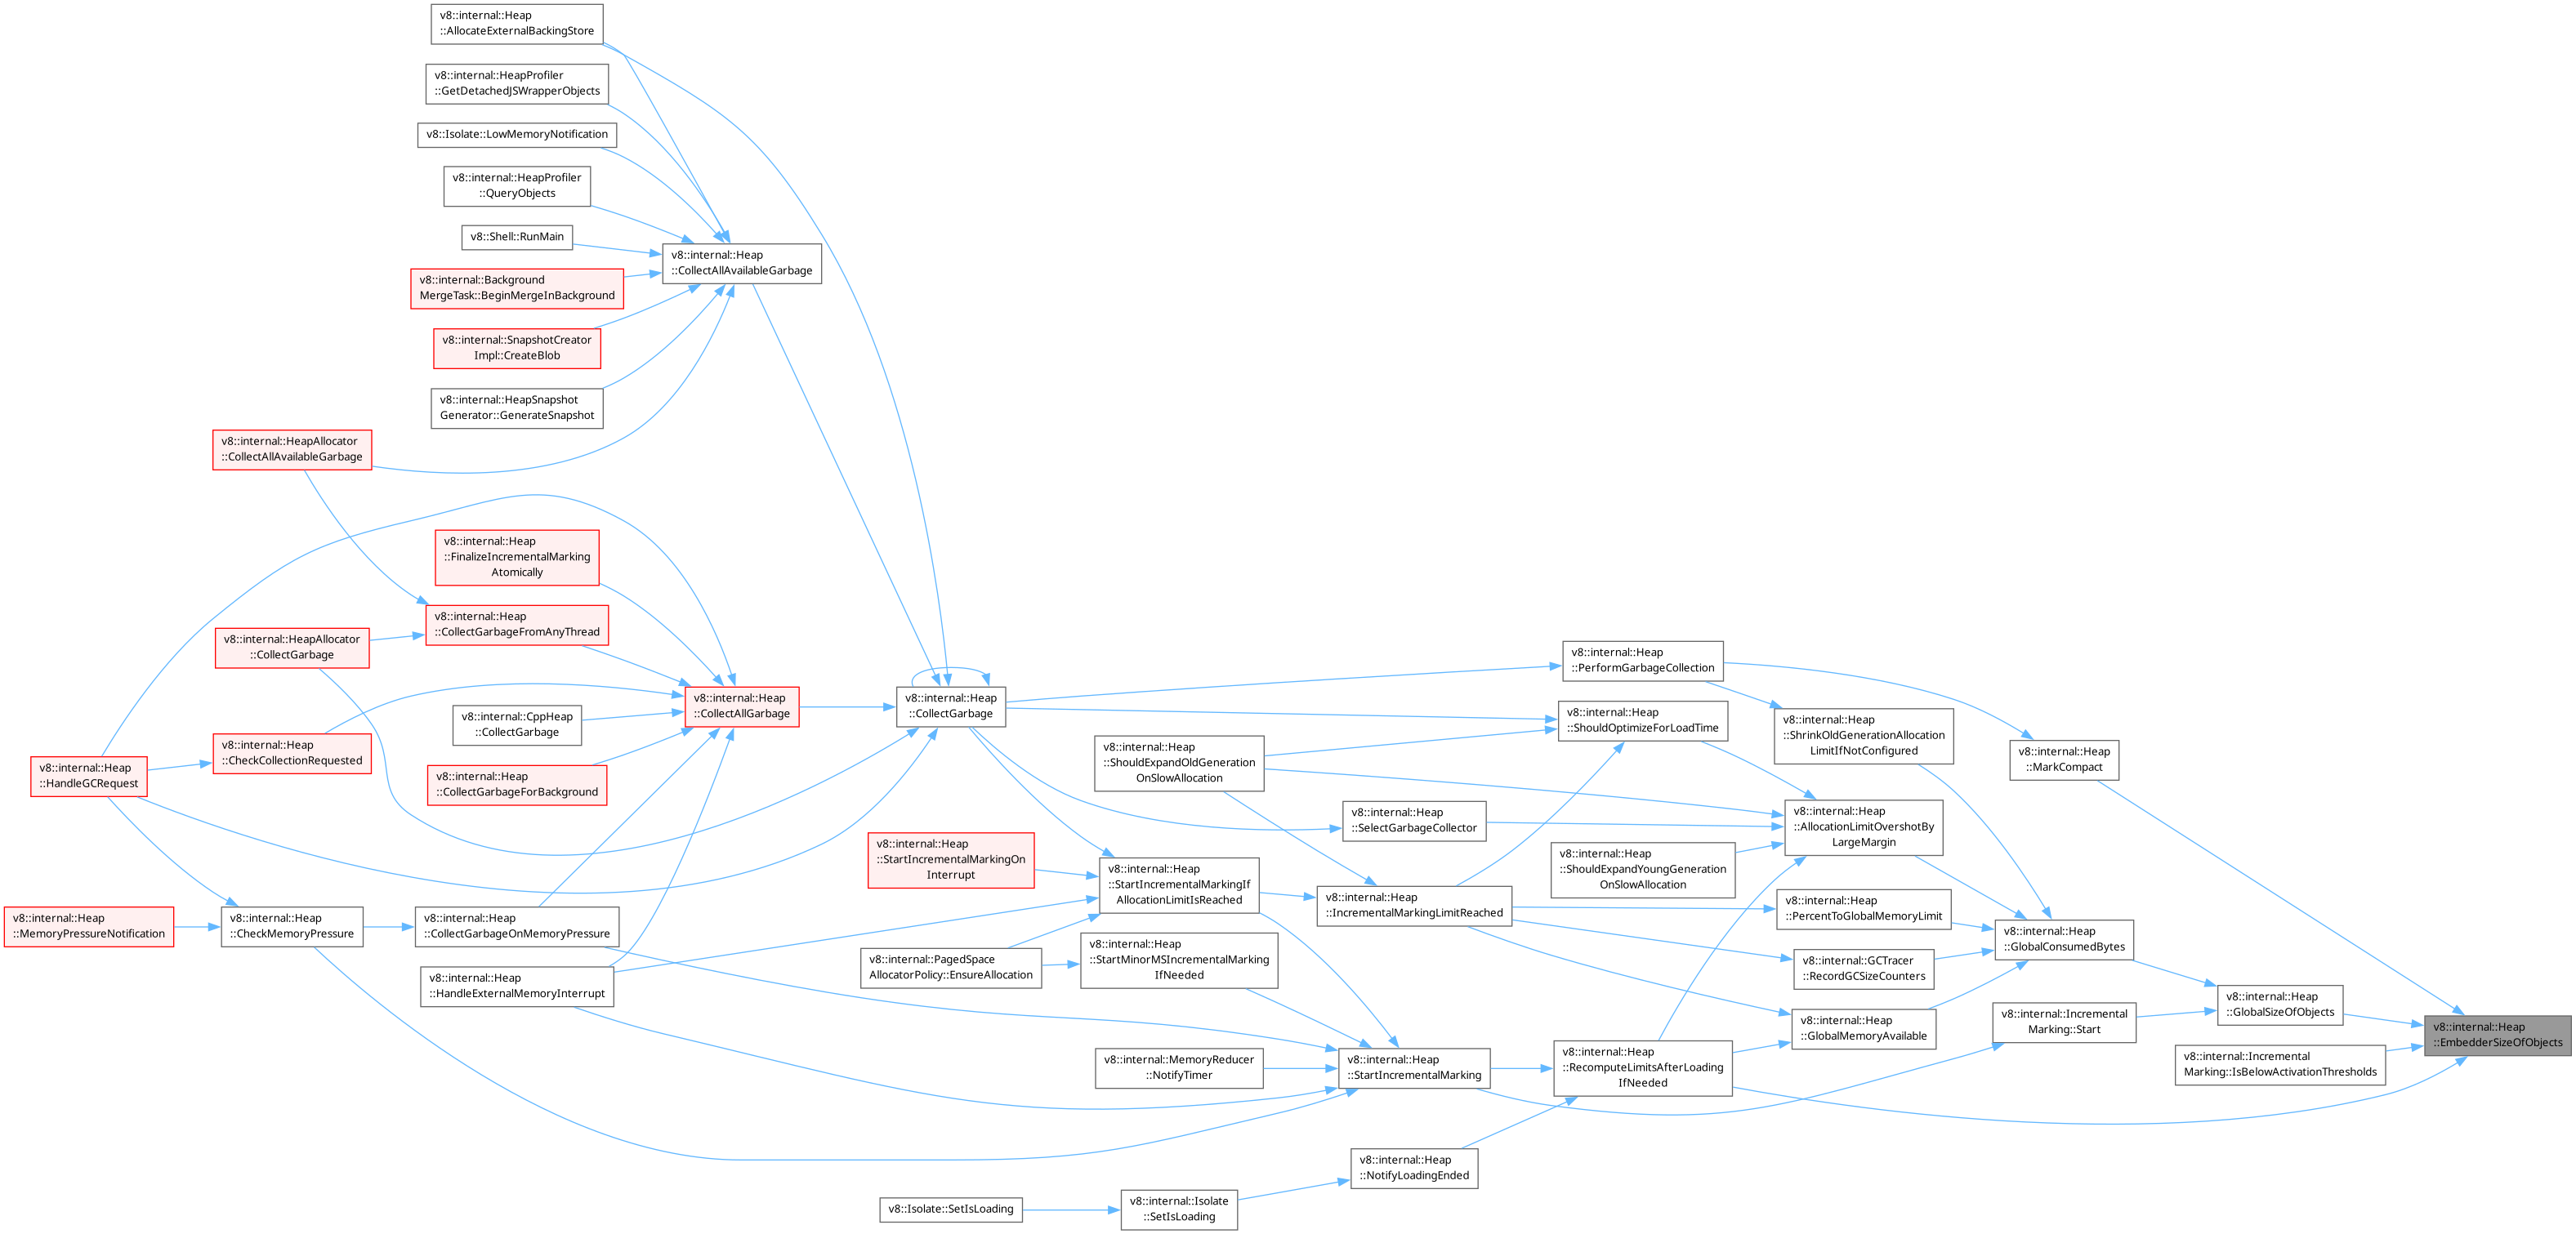 v8::internal::Heap
::AllocateExternalBackingStore
v8::internal::HeapProfiler
::GetDetachedJSWrapperObjects
v8::Isolate::LowMemoryNotification
v8::internal::HeapProfiler
::QueryObjects
v8::Shell::RunMain
v8::internal::Background
MergeTask::BeginMergeInBackground
v8::internal::SnapshotCreator
Impl::CreateBlob
v8::internal::HeapSnapshot
Generator::GenerateSnapshot
v8::internal::Heap
::CollectAllAvailableGarbage
v8::internal::HeapAllocator
::CollectAllAvailableGarbage
v8::internal::Heap
::FinalizeIncrementalMarking
Atomically
v8::internal::Heap
::CollectGarbageFromAnyThread
v8::internal::HeapAllocator
::CollectGarbage
v8::internal::Heap
::CollectAllGarbage
v8::internal::CppHeap
::CollectGarbage
v8::internal::Heap
::CheckCollectionRequested
v8::internal::Heap
::HandleGCRequest
v8::internal::Heap
::CollectGarbageForBackground
v8::internal::Heap
::CollectGarbage
v8::internal::Heap
::MemoryPressureNotification
v8::internal::Heap
::CheckMemoryPressure
v8::internal::Heap
::CollectGarbageOnMemoryPressure
v8::internal::Heap
::HandleExternalMemoryInterrupt
v8::internal::Heap
::StartIncrementalMarkingOn
Interrupt
v8::internal::PagedSpace
AllocatorPolicy::EnsureAllocation
v8::Isolate::SetIsLoading
v8::internal::Heap
::ShouldExpandOldGeneration
OnSlowAllocation
v8::internal::Heap
::StartIncrementalMarkingIf
AllocationLimitIsReached
v8::internal::Heap
::StartMinorMSIncrementalMarking
IfNeeded
v8::internal::MemoryReducer
::NotifyTimer
v8::internal::Isolate
::SetIsLoading
v8::internal::Heap
::SelectGarbageCollector
v8::internal::Heap
::IncrementalMarkingLimitReached
v8::internal::Heap
::StartIncrementalMarking
v8::internal::Heap
::NotifyLoadingEnded
v8::internal::Heap
::PerformGarbageCollection
v8::internal::Heap
::ShouldOptimizeForLoadTime
v8::internal::Heap
::ShouldExpandYoungGeneration
OnSlowAllocation
v8::internal::Heap
::RecomputeLimitsAfterLoading
IfNeeded
v8::internal::Heap
::ShrinkOldGenerationAllocation
LimitIfNotConfigured
v8::internal::Heap
::AllocationLimitOvershotBy
LargeMargin
v8::internal::Heap
::PercentToGlobalMemoryLimit
v8::internal::GCTracer
::RecordGCSizeCounters
v8::internal::Heap
::GlobalMemoryAvailable
v8::internal::Heap
::MarkCompact
v8::internal::Heap
::GlobalConsumedBytes
v8::internal::Incremental
Marking::Start
v8::internal::Heap
::GlobalSizeOfObjects
v8::internal::Incremental
Marking::IsBelowActivationThresholds
v8::internal::Heap
::EmbedderSizeOfObjects